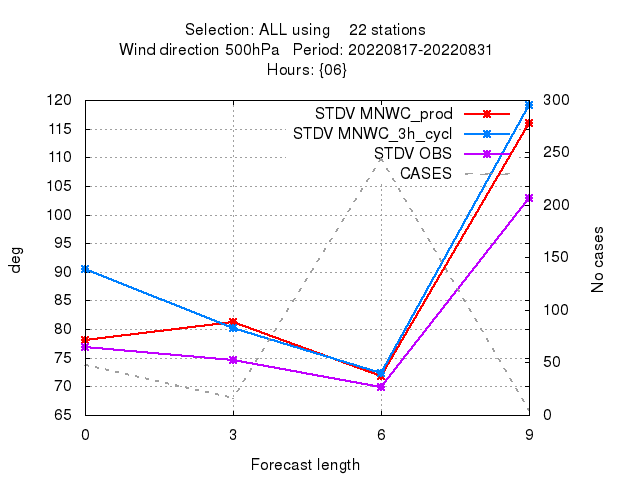 Selection: ALL using 22 stations
Wind direction 500hPa Period: 20220817-20220831
Hours: {06}
STDV MNWC_prod
STDV MNWC_3h_cycl
STDV OBS
CASES
120
115
110
105
100
95
90
85
80
75
70
65
deg
300
250
200
150
100
50
0
No cases
0 3 6 9
Forecast length